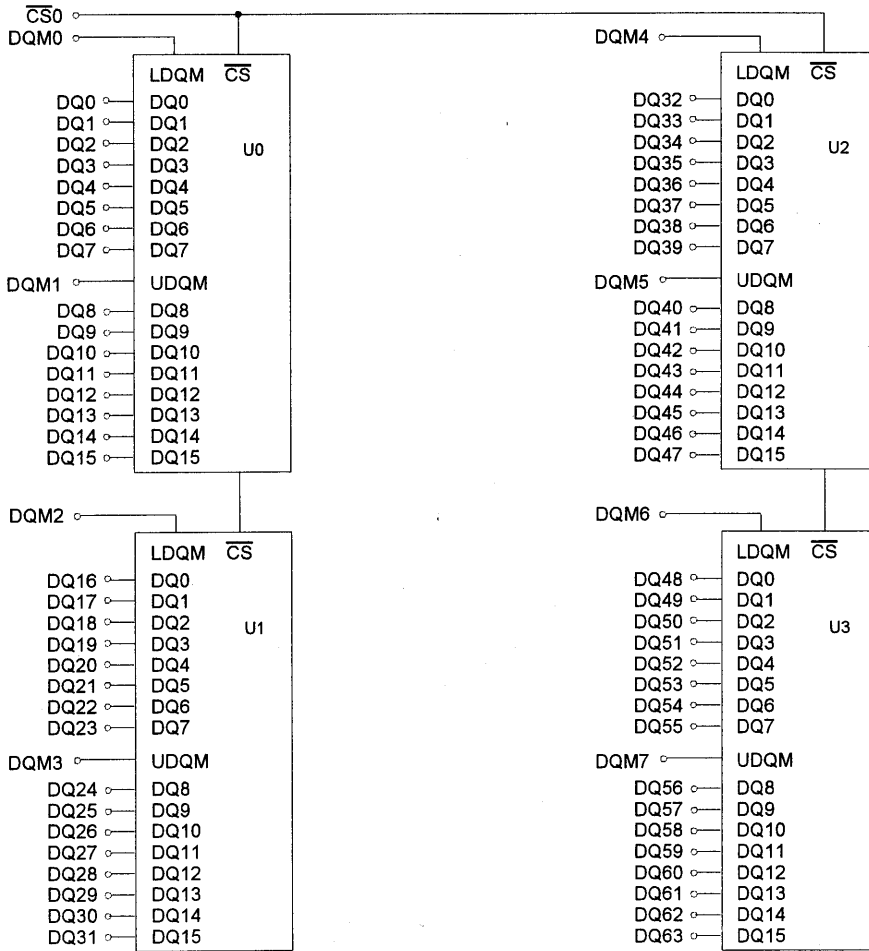 CS0
DQM0
LDQM CS
DQ0 DQ0
DQ1 DQ1
DQ2 DQ2
U0
DQ3 DQ3
DQ4 DQ4
DQ5 DQ5
DQ6 DQ6
DQ7 DQ7
DQM1 UDQM
DQ8 DQ8
DQ9 DQ9
DQ10 DQ10
DQ11 DQ11
DQ12 DQ12
DQ13 DQ13
DQ14 DQ14
DQ15 DQ15
DQM2
LDQM CS
DQ16 DQ0
DQ17 DQ1
DQ18 DQ2
U1
DQ19 DQ3
DQ20 DQ4
DQ21 DQ5
DQ22 DQ6
DQ23 DQ7
DQM3 UDQM
DQ24 DQ8
DQ25 DQ9
DQ26 DQ10
DQ27 DQ11
DQ28 DQ12
DQ29 DQ13
DQ30 DQ14
DQ31 DQ15
DQM4
LDQM CS
DQ32 DQ0
DQ33 DQ1
DQ34 DQ2
U2
DQ35 DQ3
DQ36 DQ4
DQ37 DQ5
DQ38 DQ6
DQ39 DQ7
DQM5 UDQM
DQ40 DQ8
DQ41 DQ9
DQ42 DQ10
DQ43 DQ11
DQ44 DQ12
DQ45 DQ13
DQ46 DQ14
DQ47 DQ15
DQM6
LDQM CS
DQ48 DQ0
DQ49 DQ1
DQ50 DQ2
U3
DQ51 DQ3
DQ52 DQ4
DQ53 DQ5
DQ54 DQ6
DQ55 DQ7
DQM7 UDQM
DQ56 DQ8
DQ57 DQ9
DQ58 DQ10
DQ59 DQ11
DQ60 DQ12
DQ61 DQ13
DQ62 DQ14
DQ63 DQ15